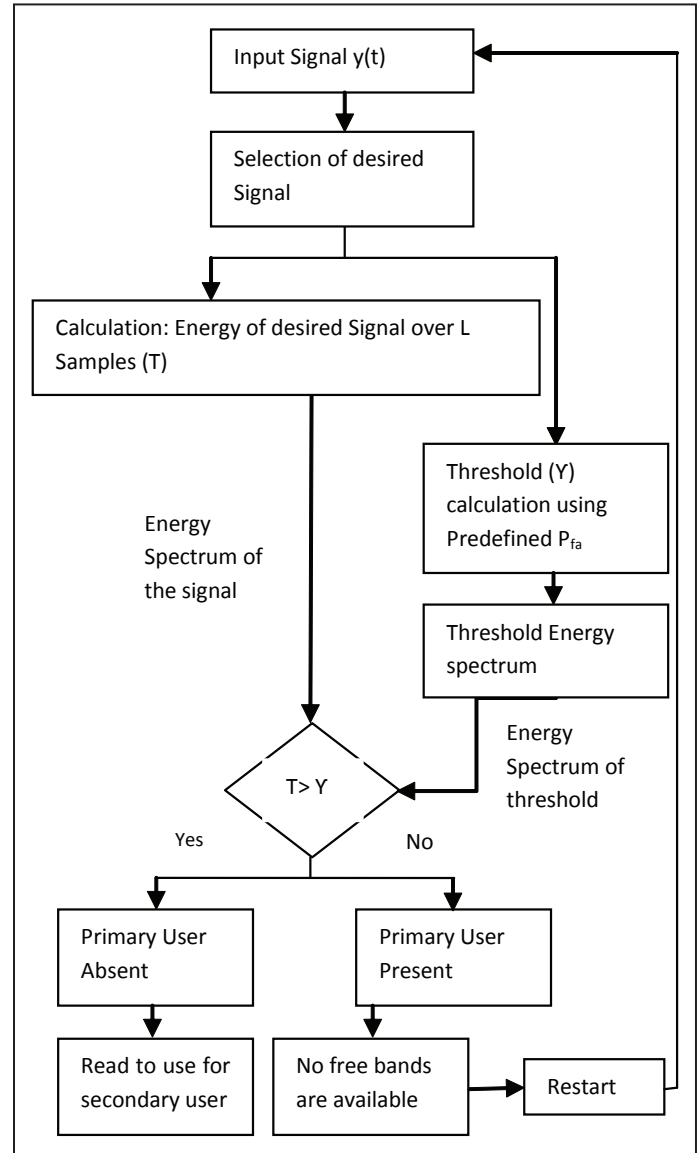 Input Signal y(t)
Selection of desired
Signal
Calculation: Energy of desired Signal over L
Samples (T)
Threshold (Υ)
calculation using
Predefined Pfa
Energy
Spectrum of
the signal
Threshold Energy
spectrum
Energy
Spectrum of
threshold
T> Υ
Yes
No
Primary User
Absent
Primary User
Present
Read to use for
secondary user
No free bands
are available
Restart